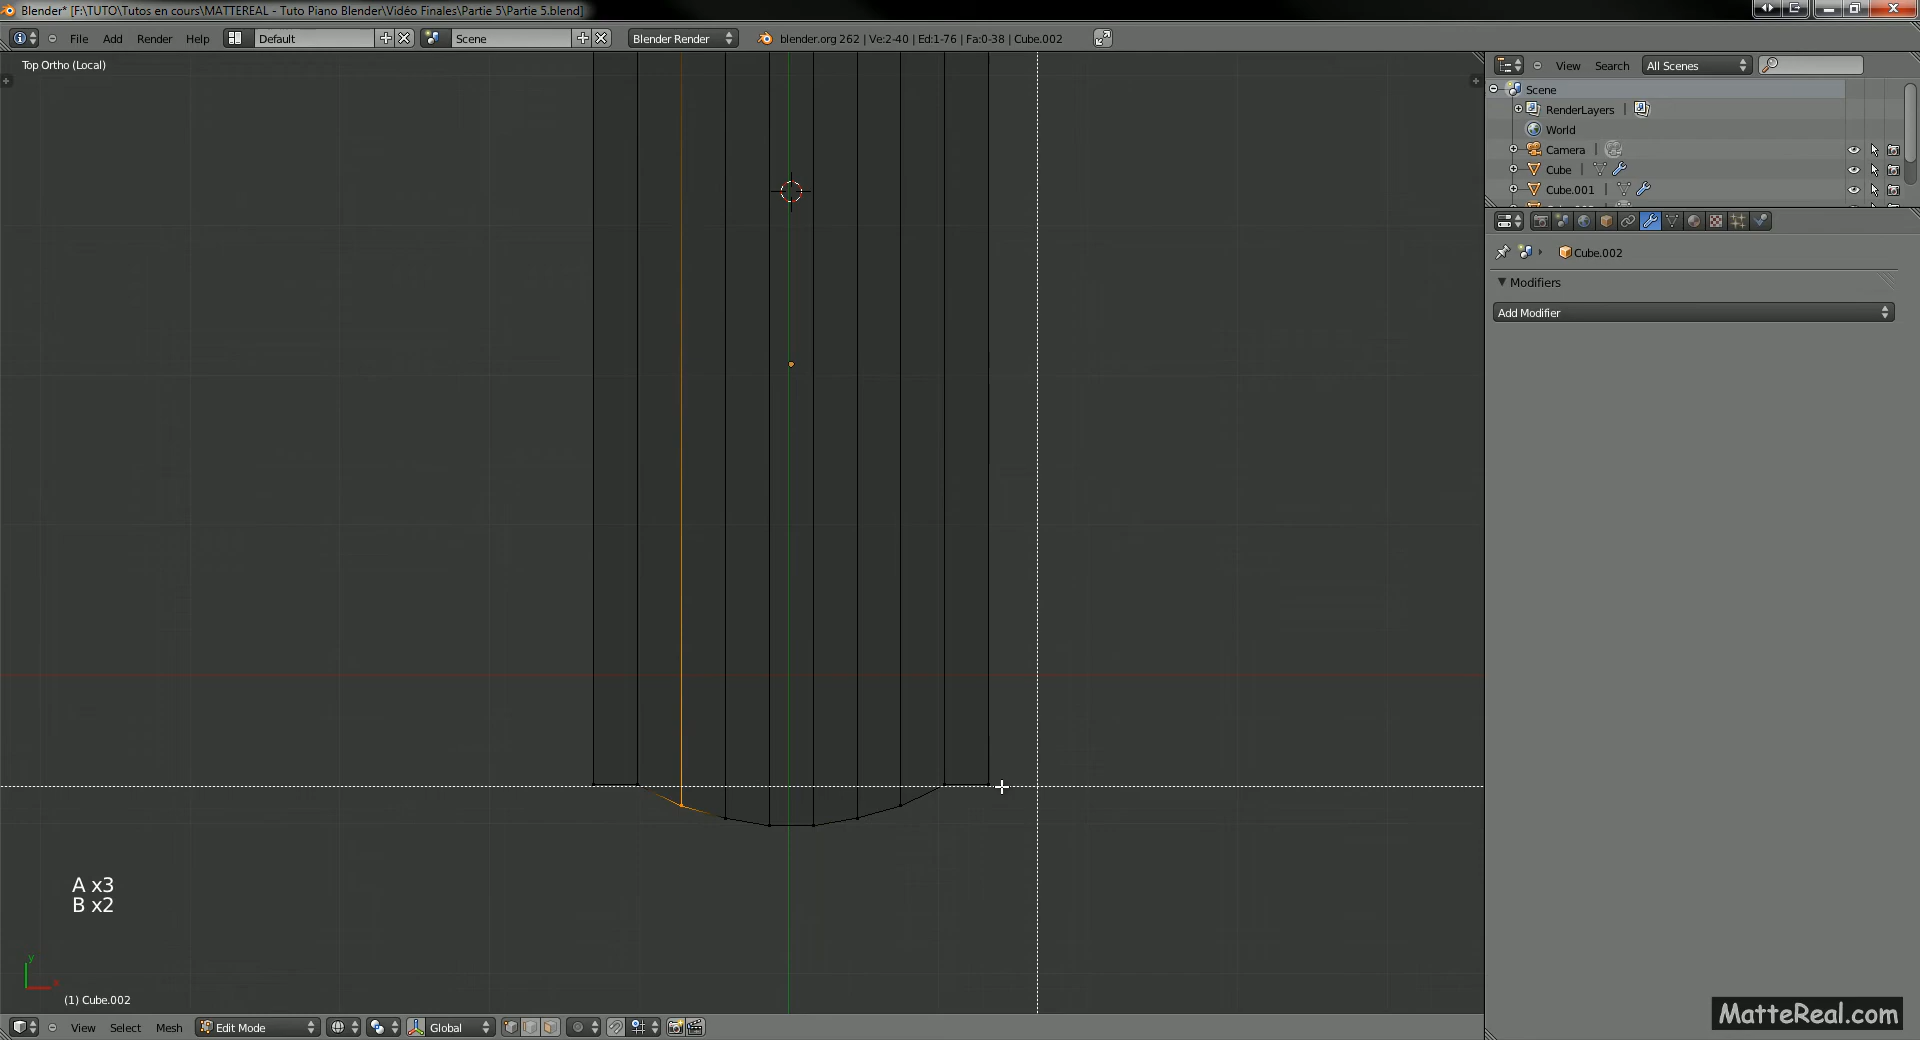 Blender* [F:\TUTO\Tutos en cours\MATTEREAL - Tuto Piano Blender\Vidéo Finales\Partie 5\Partie 5.blend]
File Add Render Help Default Scene Blender Render blender.org 262 | Ve:2-40 | Ed:1-76 | Fa:0-38 | Cube.002
Top Ortho (Local)
View Search All Scenes
Scene
RenderLayers
World
Camera
Cube
Cube.001
Cube.002
Modifiers
Add Modifier
A x3
B x2
y
x
(1) Cube.002
View Select Mesh Edit Mode Global
MatteReal.com